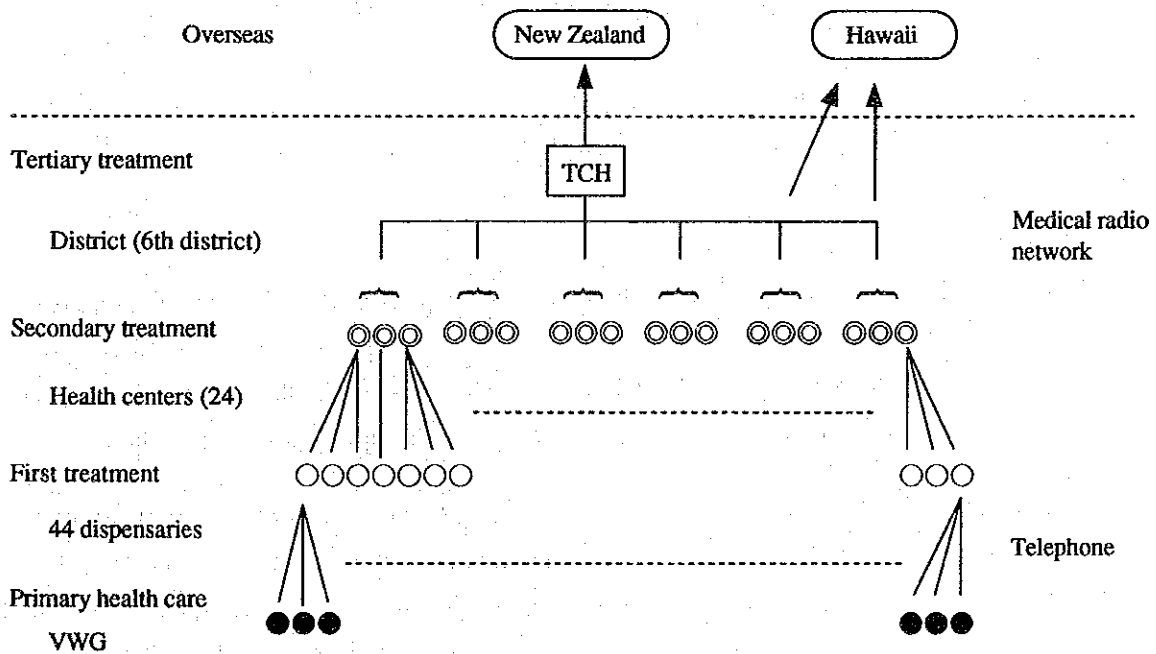 Overseas
New Zealand
Hawaii
Tertiary treatment
TCH
District (6th district)
Medical radio
network
Secondary treatment
Health centers (24)
First treatment
44 dispensaries
Telephone
Primary health care
VWG